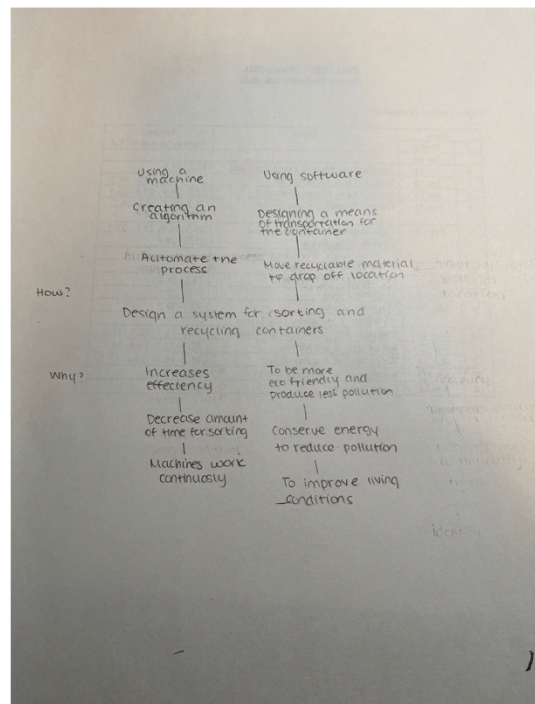 Using a
machine
Using software
Creating an
algorithm
Designing a means
of transportation for
the container
Automate the
process
Move recyclable material
to drop off location
How?
Design a system for sorting and
recycling containers
Why?
Increases
effectency
To be more
eco friendly and
produce less pollution
Decrease amount
of time for sorting
Conserve energy
to reduce pollution
Machines work
continuosly
To improve living
conditions